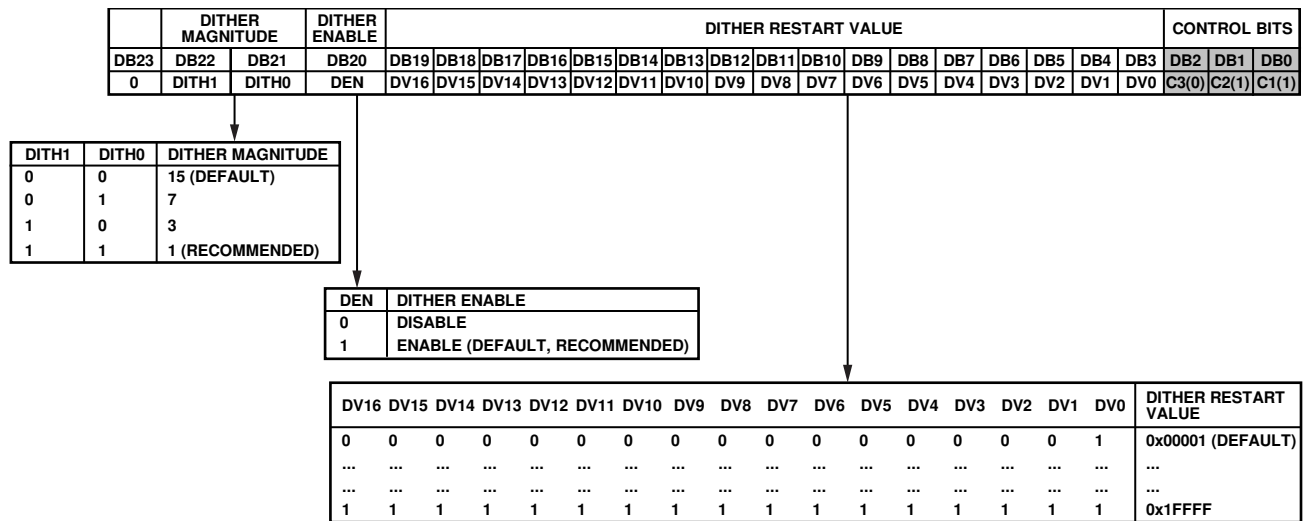 DITHER MAGNITUDE DITHER ENABLE DITHER RESTART VALUE CONTROL BITS
DB23 DB22 DB21 DB20 DB19 DB18 DB17 DB16 DB15 DB14 DB13 DB12 DB11 DB10 DB9 DB8 DB7 DB6 DB5 DB4 DB3 DB2 DB1 DB0
0 DITH1 DITH0 DEN DV16 DV15 DV14 DV13 DV12 DV11 DV10 DV9 DV8 DV7 DV6 DV5 DV4 DV3 DV2 DV1 DV0 C3(0) C2(1) C1(1)
DITH1 DITH0 DITHER MAGNITUDE
0 0 15 (DEFAULT)
0 1 7
1 0 3
1 1 1 (RECOMMENDED)
DEN DITHER ENABLE
0 DISABLE
1 ENABLE (DEFAULT, RECOMMENDED)
DV16 DV15 DV14 DV13 DV12 DV11 DV10 DV9 DV8 DV7 DV6 DV5 DV4 DV3 DV2 DV1 DV0 DITHER RESTART VALUE
0 0 0 0 0 0 0 0 0 0 0 0 0 0 0 0 1 0x00001 (DEFAULT)
... ... ... ... ... ... ... ... ... ... ... ... ... ... ... ... ... ...
... ... ... ... ... ... ... ... ... ... ... ... ... ... ... ... ... ...
1 1 1 1 1 1 1 1 1 1 1 1 1 1 1 1 1 0x1FFFF